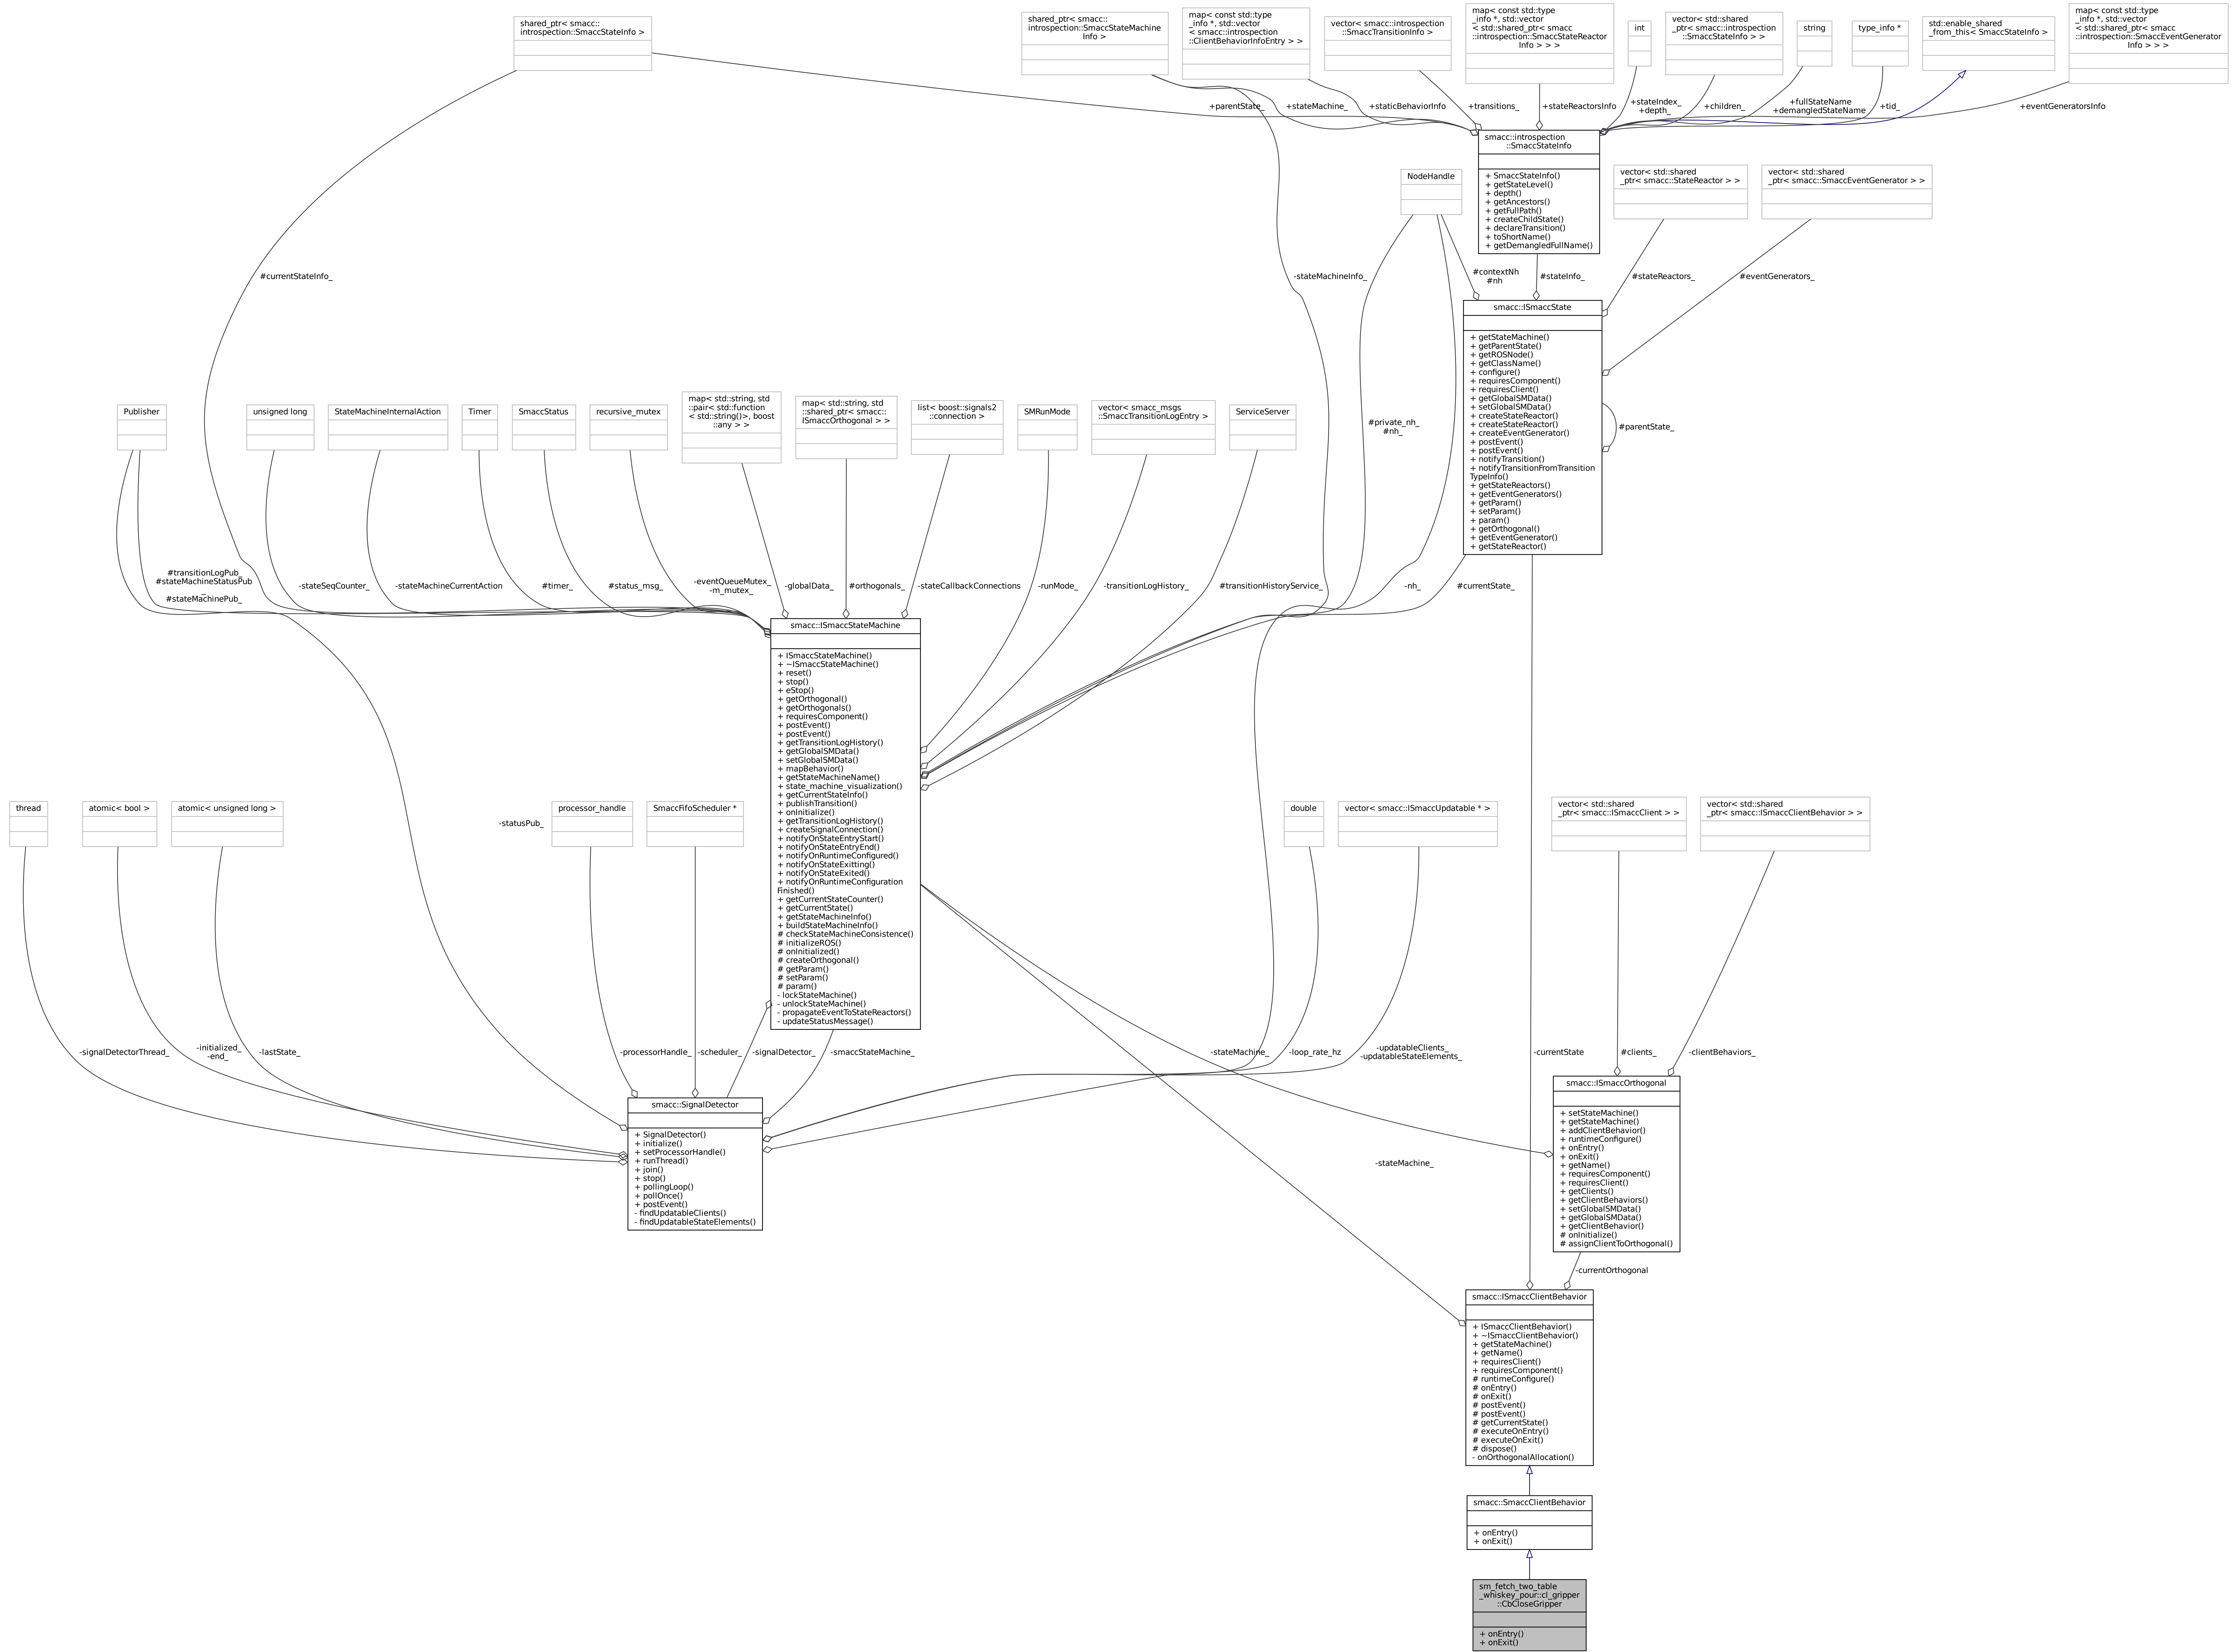 shared_ptr< smacc::
introspection::SmaccStateInfo >
shared_ptr< smacc::
introspection::SmaccStateMachine
Info >
map< const std::type
_info *, std::vector
< smacc::introspection
::ClientBehaviorInfoEntry > >
vector< smacc::introspection
::SmaccTransitionInfo >
map< const std::type
_info *, std::vector
< std::shared_ptr< smacc
::introspection::SmaccStateReactor
Info > > >
int
vector< std::shared
_ptr< smacc::introspection
::SmaccStateInfo > >
string
type_info *
std::enable_shared
_from_this< SmaccStateInfo >
map< const std::type
_info *, std::vector
< std::shared_ptr< smacc
::introspection::SmaccEventGenerator
Info > > >
+parentState_
+stateMachine_
+staticBehaviorInfo
+transitions_
+stateReactorsInfo
+stateIndex_
+depth_
+children_
+fullStateName
+demangledStateName
+tid_
+eventGeneratorsInfo
smacc::introspection
::SmaccStateInfo
+ SmaccStateInfo()
+ getStateLevel()
+ depth()
+ getAncestors()
+ getFullPath()
+ createChildState()
+ declareTransition()
+ toShortName()
+ getDemangledFullName()
NodeHandle
vector< std::shared
_ptr< smacc::StateReactor > >
vector< std::shared
_ptr< smacc::SmaccEventGenerator > >
#currentStateInfo_
-stateMachineInfo_
#contextNh
#nh
#stateInfo_
#stateReactors_
#eventGenerators_
smacc::ISmaccState
+ getStateMachine()
+ getParentState()
+ getROSNode()
+ getClassName()
+ configure()
+ requiresComponent()
+ requiresClient()
+ getGlobalSMData()
+ setGlobalSMData()
+ createStateReactor()
+ createStateReactor()
+ createEventGenerator()
+ postEvent()
+ postEvent()
+ notifyTransition()
+ notifyTransitionFromTransition
TypeInfo()
+ getStateReactors()
+ getEventGenerators()
+ getParam()
+ setParam()
+ param()
+ getOrthogonal()
+ getEventGenerator()
+ getStateReactor()
#parentState_
#private_nh_
#nh_
Publisher
unsigned long
StateMachineInternalAction
Timer
SmaccStatus
recursive_mutex
map< std::string, std
::pair< std::function
< std::string()>, boost
::any > >
map< std::string, std
::shared_ptr< smacc::
ISmaccOrthogonal > >
list< boost::signals2
::connection >
SMRunMode
vector< smacc_msgs
::SmaccTransitionLogEntry >
ServiceServer
#transitionLogPub_
#stateMachineStatusPub
_
#stateMachinePub_
-stateSeqCounter_
-stateMachineCurrentAction
#timer_
#status_msg_
-eventQueueMutex_
-m_mutex_
-globalData_
#orthogonals_
-stateCallbackConnections
-runMode_
-transitionLogHistory_
#transitionHistoryService_
-nh_
#currentState_
smacc::ISmaccStateMachine
+ ISmaccStateMachine()
+ ~ISmaccStateMachine()
+ reset()
+ stop()
+ eStop()
+ getOrthogonal()
+ getOrthogonals()
+ requiresComponent()
+ postEvent()
+ postEvent()
+ getTransitionLogHistory()
+ getGlobalSMData()
+ setGlobalSMData()
+ mapBehavior()
+ getStateMachineName()
+ state_machine_visualization()
+ getCurrentStateInfo()
+ publishTransition()
+ onInitialize()
+ getTransitionLogHistory()
+ createSignalConnection()
+ notifyOnStateEntryStart()
+ notifyOnStateEntryEnd()
+ notifyOnRuntimeConfigured()
+ notifyOnStateExitting()
+ notifyOnStateExited()
+ notifyOnRuntimeConfiguration
Finished()
+ getCurrentStateCounter()
+ getCurrentState()
+ getStateMachineInfo()
+ buildStateMachineInfo()
# checkStateMachineConsistence()
# initializeROS()
# onInitialized()
# createOrthogonal()
# getParam()
# setParam()
# param()
- lockStateMachine()
- unlockStateMachine()
- propagateEventToStateReactors()
- updateStatusMessage()
thread
atomic< bool >
atomic< unsigned long >
-statusPub_
processor_handle
SmaccFifoScheduler *
double
vector< smacc::ISmaccUpdatable * >
vector< std::shared
_ptr< smacc::ISmaccClient > >
vector< std::shared
_ptr< smacc::ISmaccClientBehavior > >
-signalDetectorThread_
-initialized_
-end_
-lastState_
-processorHandle_
-scheduler_
-signalDetector_
-smaccStateMachine_
-stateMachine_
-loop_rate_hz
-updatableClients_
-updatableStateElements_
-currentState
#clients_
-clientBehaviors_
smacc::SignalDetector
+ SignalDetector()
+ initialize()
+ setProcessorHandle()
+ runThread()
+ join()
+ stop()
+ pollingLoop()
+ pollOnce()
+ postEvent()
- findUpdatableClients()
- findUpdatableStateElements()
smacc::ISmaccOrthogonal
+ setStateMachine()
+ getStateMachine()
+ addClientBehavior()
+ runtimeConfigure()
+ onEntry()
+ onExit()
+ getName()
+ requiresComponent()
+ requiresClient()
+ getClients()
+ getClientBehaviors()
+ setGlobalSMData()
+ getGlobalSMData()
+ getClientBehavior()
# onInitialize()
# assignClientToOrthogonal()
-stateMachine_
-currentOrthogonal
smacc::ISmaccClientBehavior
+ ISmaccClientBehavior()
+ ~ISmaccClientBehavior()
+ getStateMachine()
+ getName()
+ requiresClient()
+ requiresComponent()
# runtimeConfigure()
# onEntry()
# onExit()
# postEvent()
# postEvent()
# getCurrentState()
# executeOnEntry()
# executeOnExit()
# dispose()
- onOrthogonalAllocation()
smacc::SmaccClientBehavior
+ onEntry()
+ onExit()
sm_fetch_two_table
_whiskey_pour::cl_gripper
::CbCloseGripper
+ onEntry()
+ onExit()